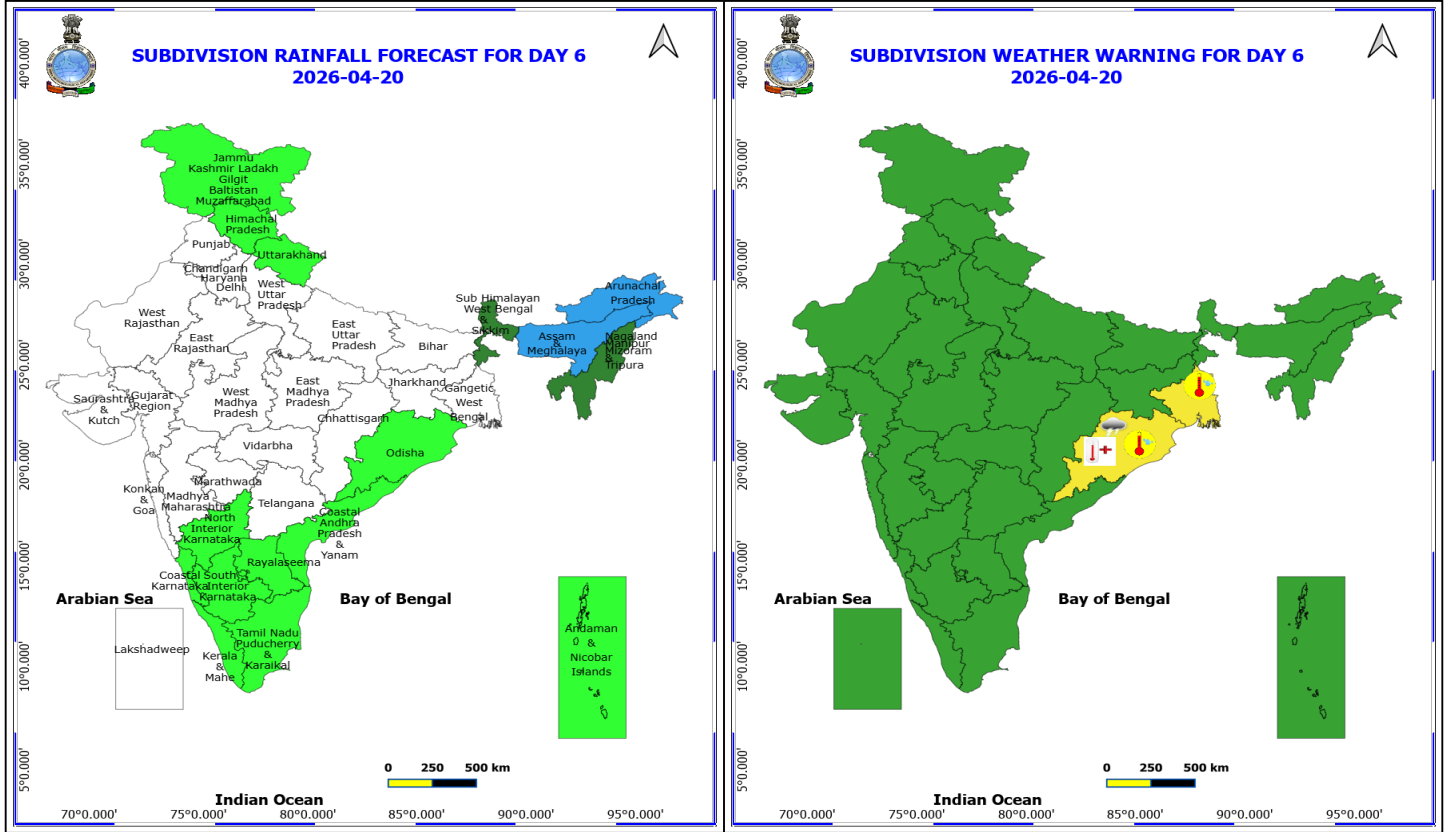 SUBDIVISION RAINFALL FORECAST FOR DAY 6
2026-04-20
40°0.000'
35°0.000'
30°0.000'
25°0.000'
20°0.000'
15°0.000'
10°0.000'
5°0.000'
Jammu
Kashmir Ladakh
Gilgit
Baltistan
Muzaffarabad
Himachal
Pradesh
Punjab
Uttarakhand
Chandigarh
Haryana
Delhi
West
Uttar
Pradesh
West
Rajasthan
East
Rajasthan
East
Uttar
Pradesh
Bihar
Sub Himalayan
West Bengal
&
Sikkim
Arunachal
Pradesh
Assam
&
Meghalaya
Nagaland
Manipur
Mizoram
&
Tripura
Saurashtra
&
Kutch
Gujarat
Region
West
Madhya
Pradesh
East
Madhya
Pradesh
Jharkhand
Gangetic
West
Bengal
Chhattisgarh
Vidarbha
Odisha
Konkan
&
Goa
Madhya
Maharashtra
Marathwada
Telangana
North
Interior
Karnataka
Coastal
Andhra
Pradesh
&
Yanam
Rayalaseema
Coastal
Karnataka
South
Interior
Karnataka
Tamil Nadu
Puducherry
&
Karaikal
Kerala
&
Mahe
Lakshadweep
Andaman
&
Nicobar
Islands
Arabian Sea
Bay of Bengal
0 250 500 km
Indian Ocean
70°0.000' 75°0.000' 80°0.000' 85°0.000' 90°0.000' 95°0.000'
SUBDIVISION WEATHER WARNING FOR DAY 6
2026-04-20
40°0.000'
35°0.000'
30°0.000'
25°0.000'
20°0.000'
15°0.000'
10°0.000'
5°0.000'
Arabian Sea
Bay of Bengal
0 250 500 km
Indian Ocean
70°0.000' 75°0.000' 80°0.000' 85°0.000' 90°0.000' 95°0.000'